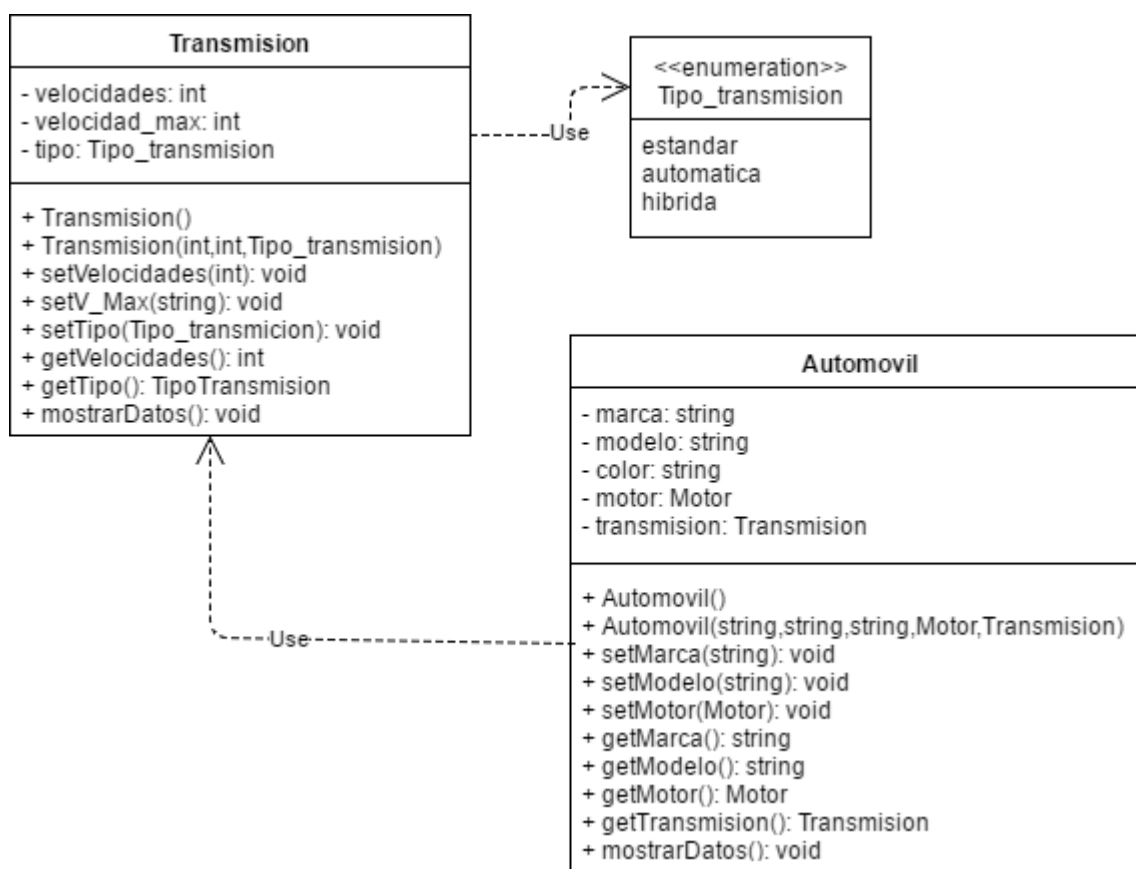 Transmision
- velocidades: int
- velocidad_max: int
- tipo: Tipo_transmision
+ Transmision()
+ Transmision(int,int,Tipo_transmision)
+ setVelocidades(int): void
+ setV_Max(string): void
+ setTipo(Tipo_transmicion): void
+ getVelocidades(): int
+ getTipo(): TipoTransmision
+ mostrarDatos(): void
Use
<<enumeration>>
Tipo_transmision
estandar
automatica
hibrida
Use
Automovil
- marca: string
- modelo: string
- color: string
- motor: Motor
- transmision: Transmision
+ Automovil()
+ Automovil(string,string,string,Motor,Transmision)
+ setMarca(string): void
+ setModelo(string): void
+ setMotor(Motor): void
+ getMarca(): string
+ getModelo(): string
+ getMotor(): Motor
+ getTransmision(): Transmision
+ mostrarDatos(): void